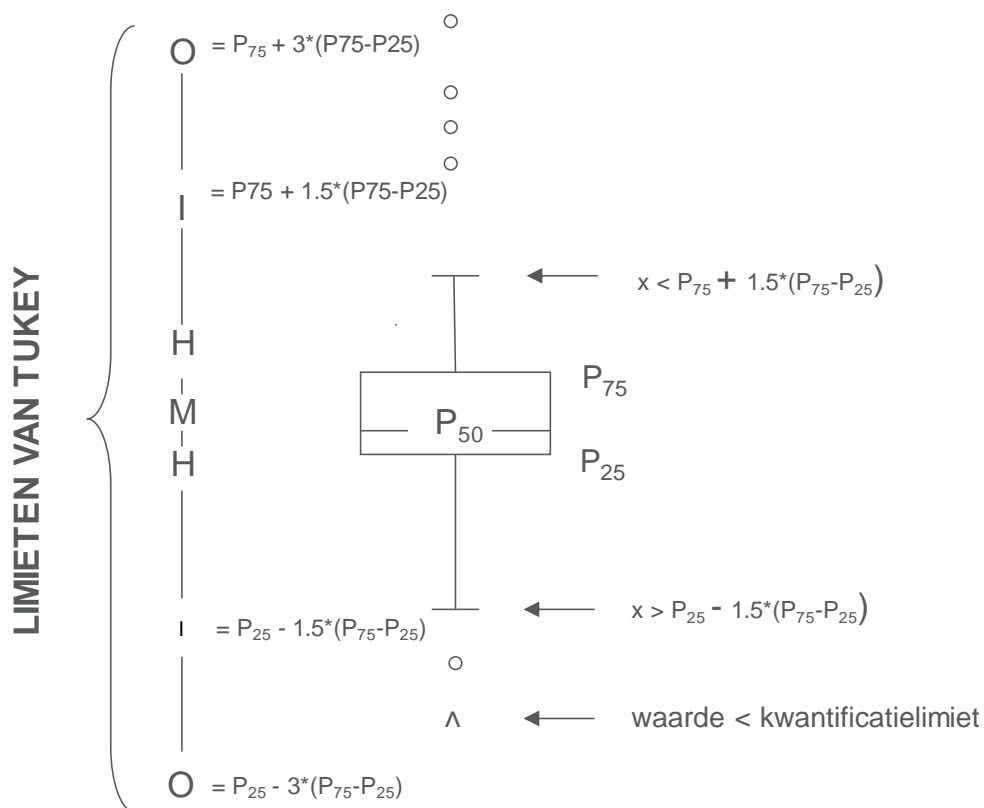 LIMIETEN VAN TUKEY
O = P₇₅ + 3*(P75-P25)
I = P75 + 1.5*(P75-P25)
x < P₇₅ + 1.5*(P₇₅-P₂₅)
H
P₇₅
M
P₅₀
H
P₂₅
x > P₂₅ - 1.5*(P₇₅-P₂₅)
I = P₂₅ - 1.5*(P₇₅-P₂₅)
^ waarde < kwantificatielimiet
O = P₂₅ - 3*(P₇₅-P₂₅)